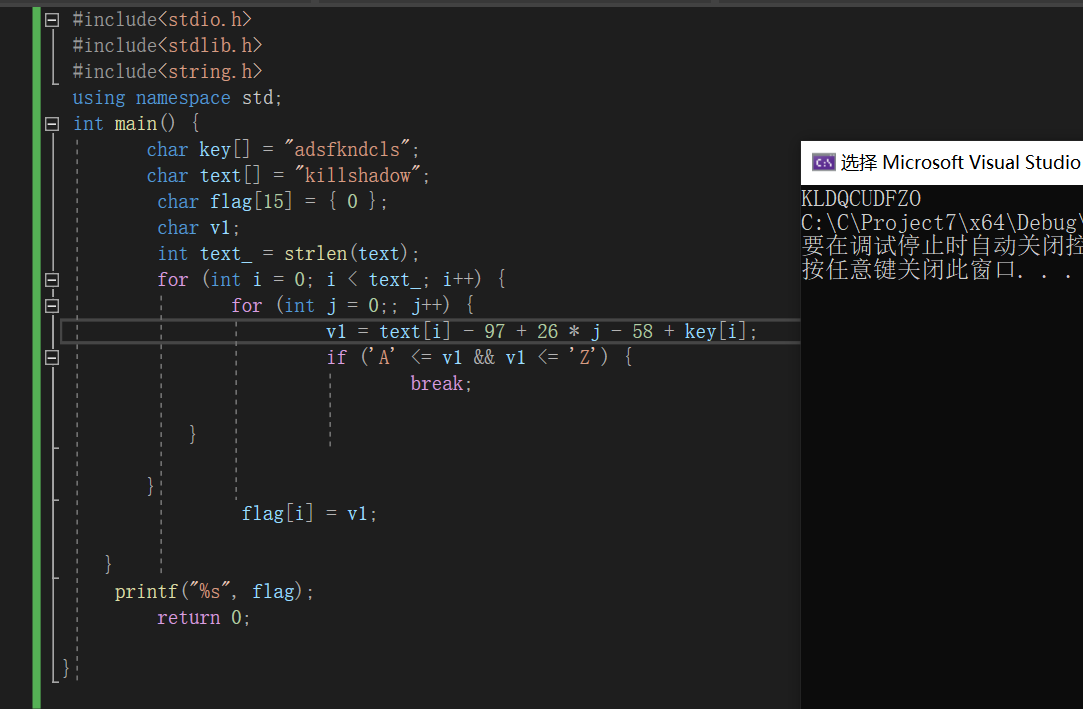 #include<stdio.h>
#include<stdlib.h>
#include<string.h>
using namespace std;
int main() {
char key[] = "adsfkndcls";
char text[] = "killshadow";
char flag[15] = { 0 };
char v1;
int text_ = strlen(text);
for (int i = 0; i < text_; i++) {
for (int j = 0;; j++) {
v1 = text[i] - 97 + 26 * j - 58 + key[i];
if ('A' <= v1 && v1 <= 'Z') {
break;
}
}
flag[i] = v1;
}
printf("%s", flag);
return 0;
}
选择 Microsoft Visual Studio
KLDQCUDFZO
C:\C\Project7\x64\Debug\
要在调试停止时自动关闭控
按任意键关闭此窗口. . .